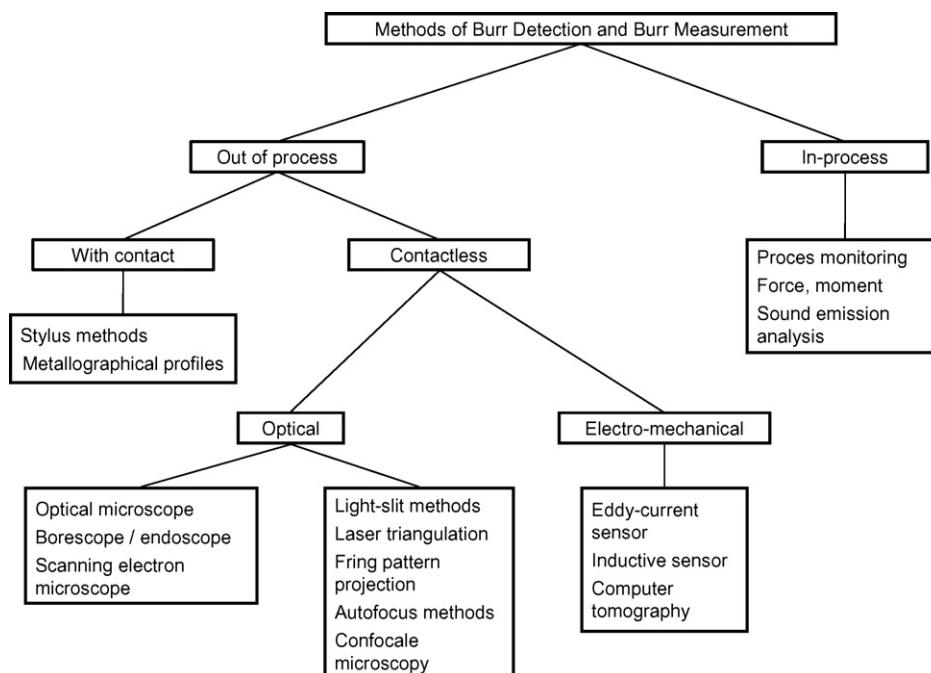 Methods of Burr Detection and Burr Measurement
Out of process
In-process
With contact
Contactless
Proces monitoring
Force, moment
Sound emission
analysis
Stylus methods
Metallographical profiles
Optical
Electro-mechanical
Optical microscope
Borescope / endoscope
Scanning electron
microscope
Light-slit methods
Laser triangulation
Fring pattern
projection
Autofocus methods
Confocale
microscopy
Eddy-current
sensor
Inductive sensor
Computer
tomography